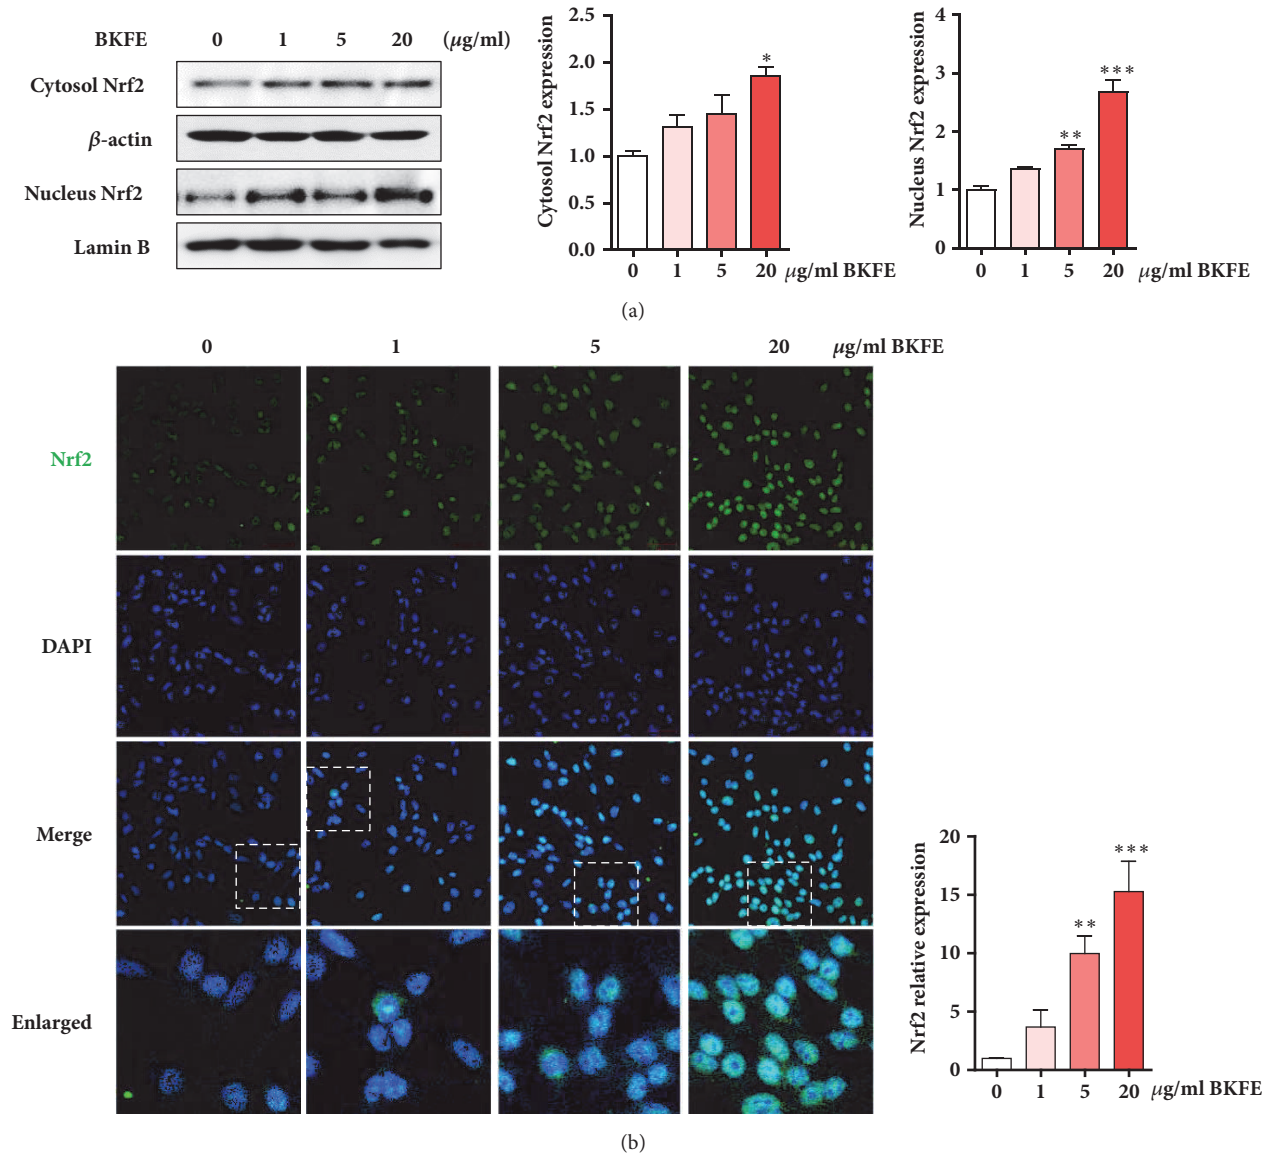 BKFE 0 1 5 20 (μg/ml)
Cytosol Nrf2
β-actin
Nucleus Nrf2
Lamin B
Cytosol Nrf2 expression
2.5
2.0
1.5
1.0
0.5
0.0
*
0 1 5 20 μg/ml BKFE
Nucleus Nrf2 expression
4
3
2
1
0
**
***
0 1 5 20 μg/ml BKFE
(a)
0 1 5 20 μg/ml BKFE
Nrf2
DAPI
Merge
Enlarged
Nrf2 relative expression
20
15
10
5
0
**
***
0 1 5 20 μg/ml BKFE
(b)